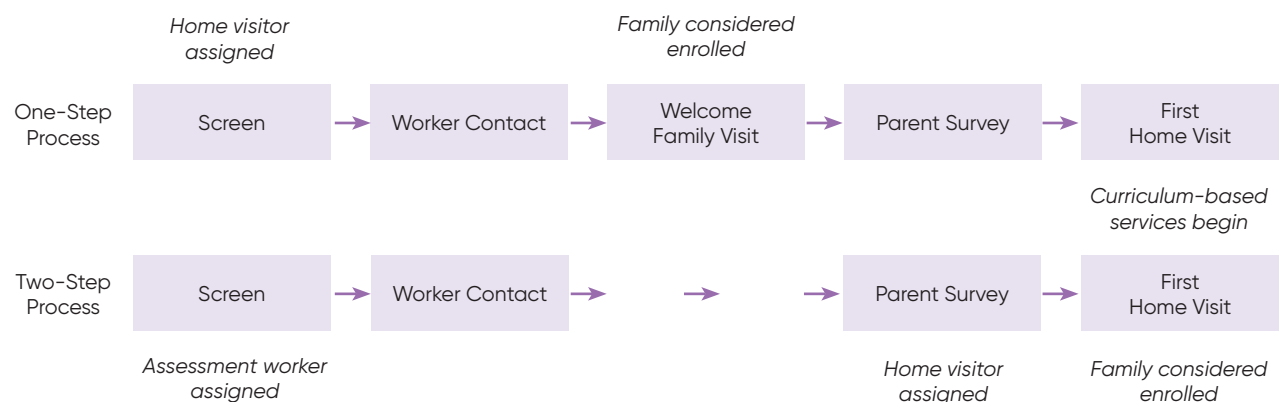 Home visitor
assigned
Family considered
enrolled
One-Step
Process
Screen
Worker Contact
Welcome
Family Visit
Parent Survey
First
Home Visit
Curriculum-based
services begin
Two-Step
Process
Screen
Worker Contact
Parent Survey
First
Home Visit
Assessment worker
assigned
Home visitor
assigned
Family considered
enrolled